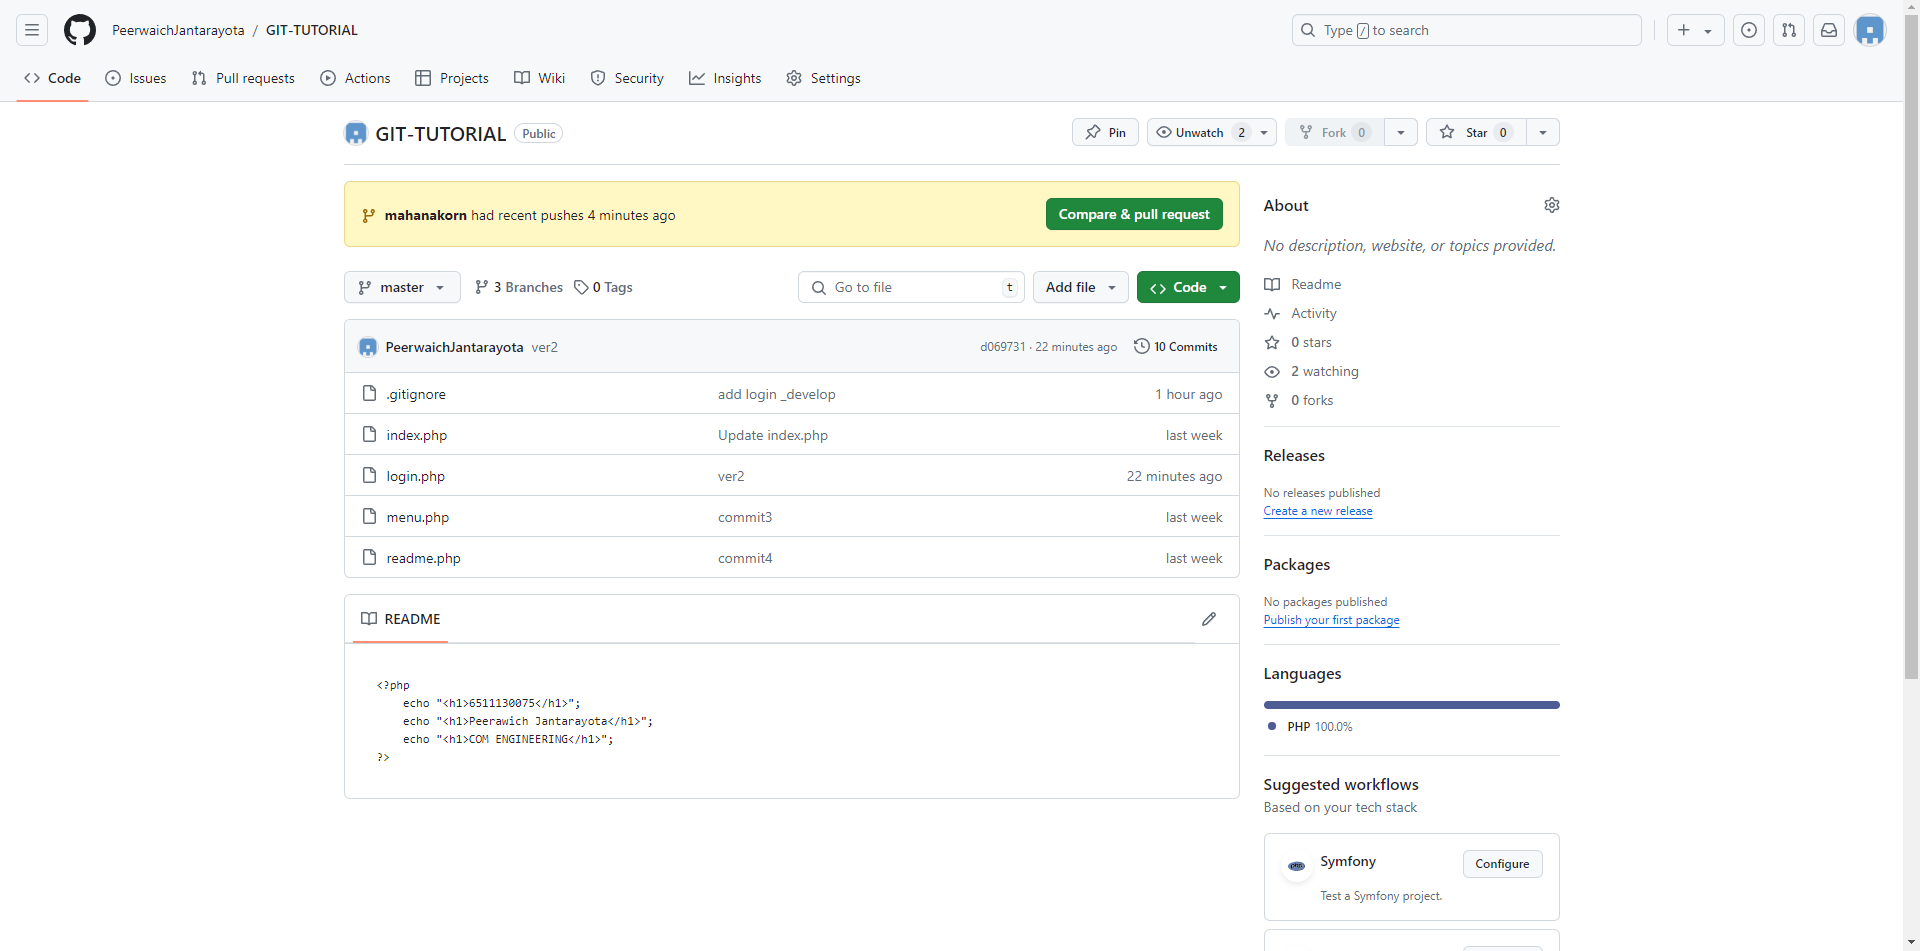 PeerwaichJantarayota / GIT-TUTORIAL
Type / to search
Code Issues Pull requests Actions Projects Wiki Security Insights Settings
GIT-TUTORIAL Public
Pin Unwatch 2 Fork 0 Star 0
mahanakorn had recent pushes 4 minutes ago
Compare & pull request
master 3 Branches 0 Tags Go to file t Add file Code
PeerwaichJantarayota ver2 d069731 · 22 minutes ago 10 Commits
.gitignore add login _develop 1 hour ago
index.php Update index.php last week
login.php ver2 22 minutes ago
menu.php commit3 last week
readme.php commit4 last week
README
<?php
echo "<h1>6511130075</h1>";
echo "<h1>Peerawich Jantarayota</h1>";
echo "<h1>COM ENGINEERING</h1>";
?>
About
No description, website, or topics provided.
Readme
Activity
0 stars
2 watching
0 forks
Releases
No releases published
Create a new release
Packages
No packages published
Publish your first package
Languages
PHP 100.0%
Suggested workflows
Based on your tech stack
php Symfony Configure
Test a Symfony project.